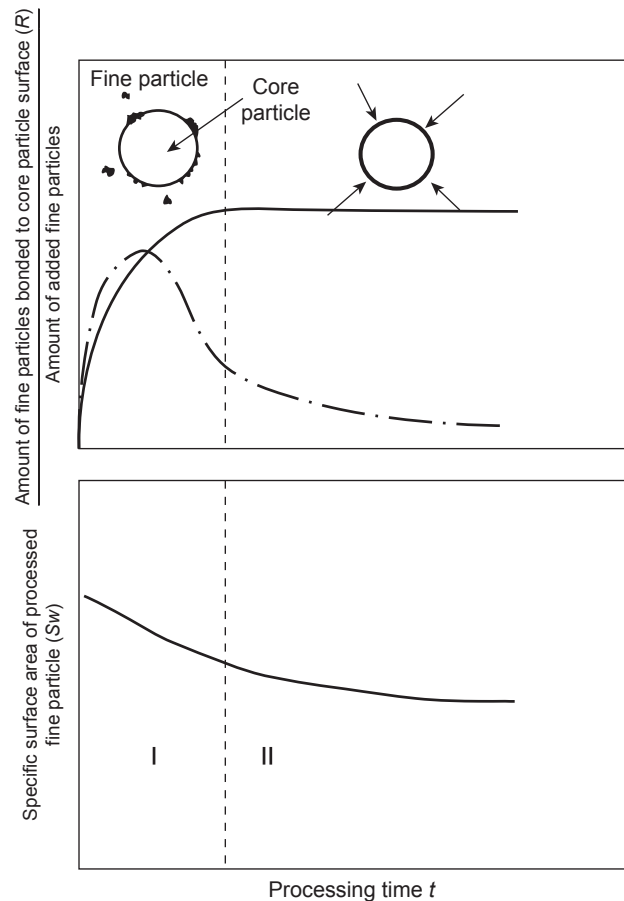 Amount of fine particles bonded to core particle surface (R)
Amount of added fine particles
Fine particle
Core
particle
Specific surface area of processed
fine particle (Sw)
I
II
Processing time t